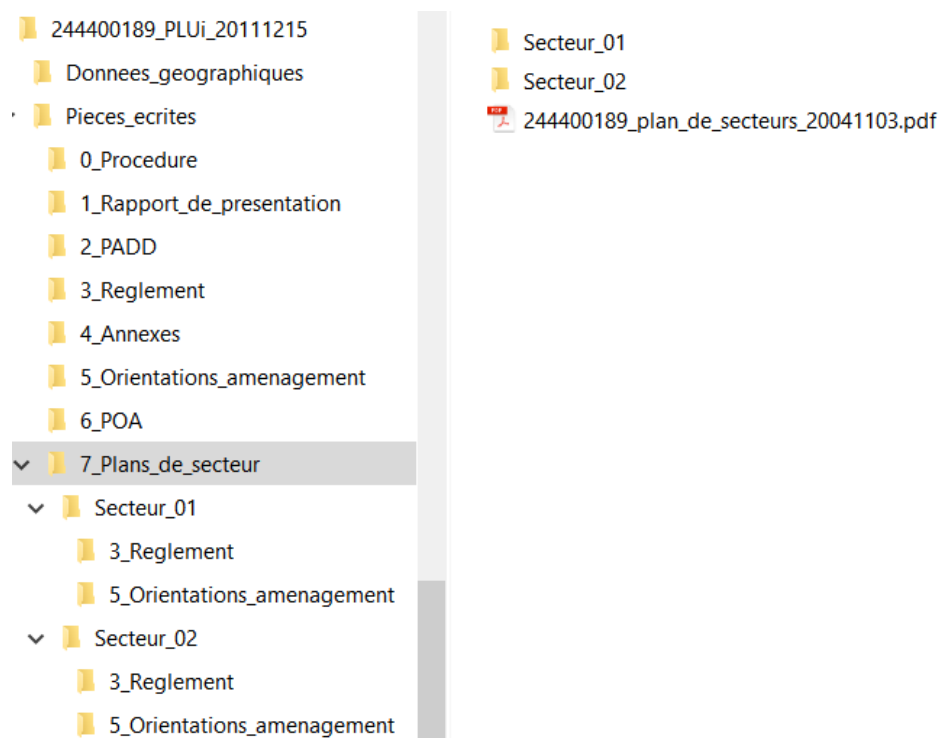 244400189_PLUi_20111215
Donnees_geographiques
Pieces_ecrites
0_Procedure
1_Rapport_de_presentation
2_PADD
3_Reglement
4_Annexes
5_Orientations_amenagement
6_POA
7_Plans_de_secteur
Secteur_01
3_Reglement
5_Orientations_amenagement
Secteur_02
3_Reglement
5_Orientations_amenagement
Secteur_01
Secteur_02
PDF
244400189_plan_de_secteurs_20041103.pdf